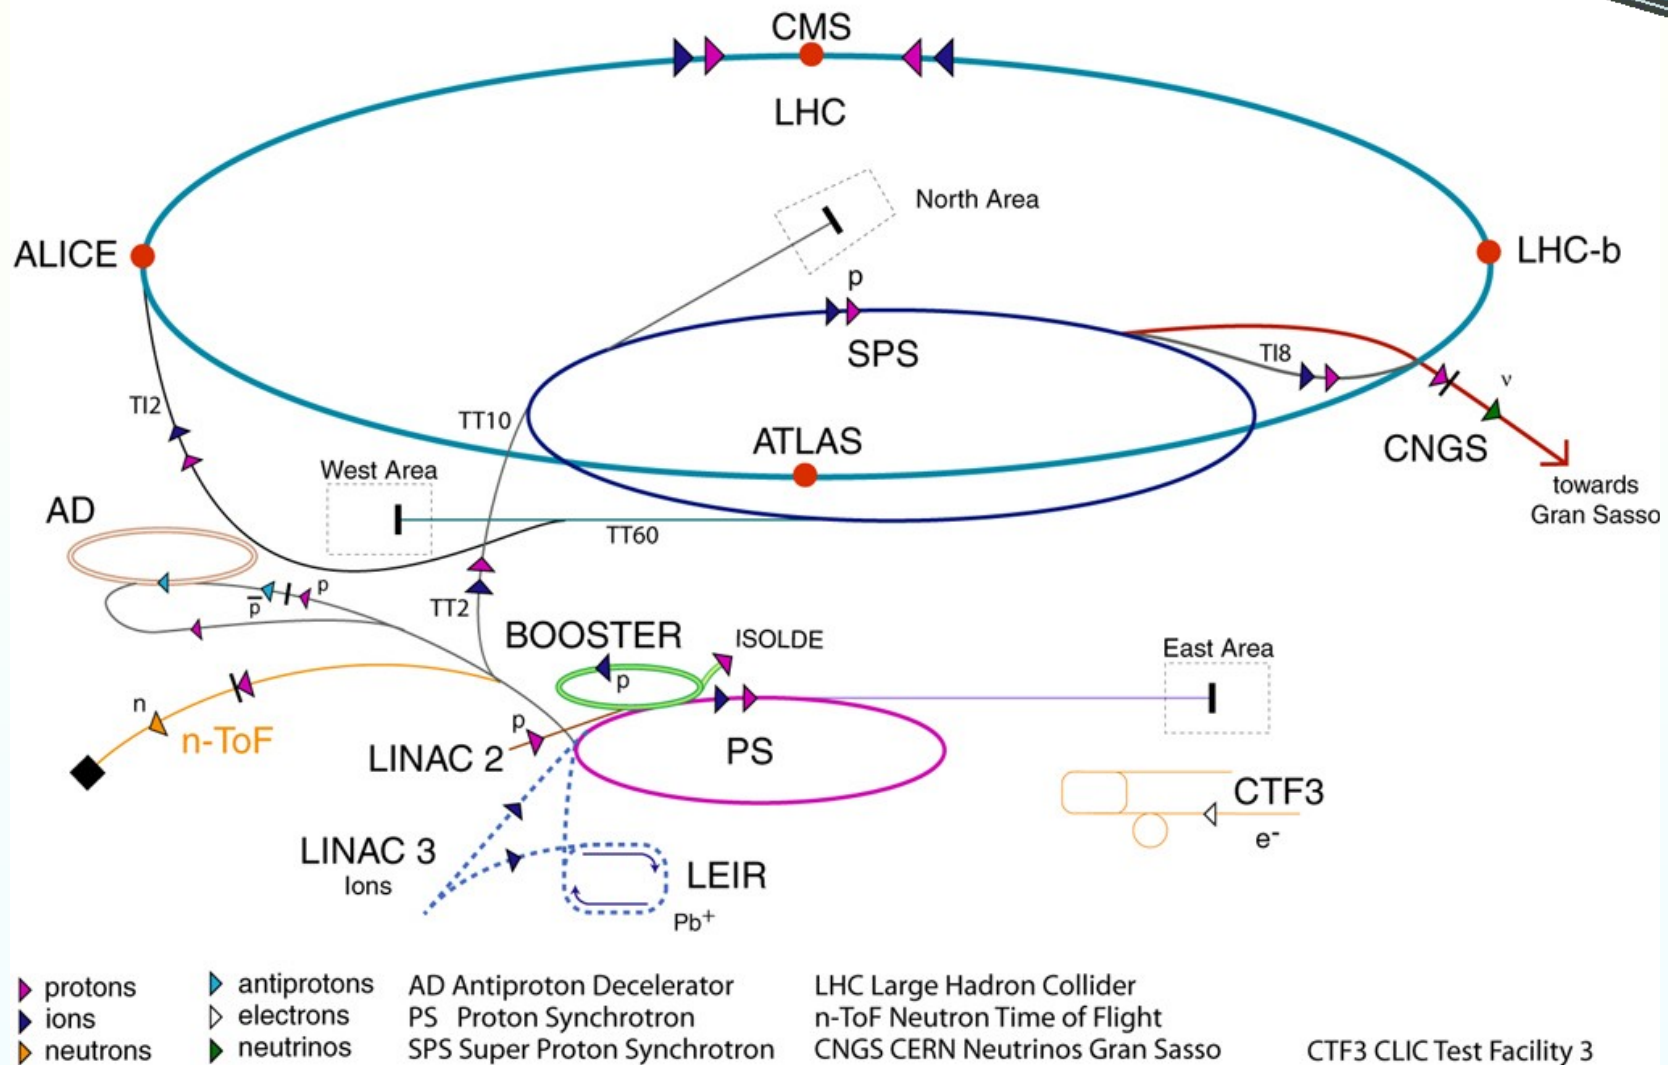 CMS
LHC
North Area
ALICE
LHC-b
p
SPS
TI8
TI2
TT10
ν
ATLAS
CNGS
West Area
towards
Gran Sasso
AD
TT60
p
p̅
TT2
BOOSTER
ISOLDE
East Area
p
n
p
n-ToF
LINAC 2
PS
CTF3
e-
LINAC 3
Ions
LEIR
Pb+
protons antiprotons AD Antiproton Decelerator LHC Large Hadron Collider
ions electrons PS Proton Synchrotron n-ToF Neutron Time of Flight
neutrons neutrinos SPS Super Proton Synchrotron CNGS CERN Neutrinos Gran Sasso CTF3 CLIC Test Facility 3